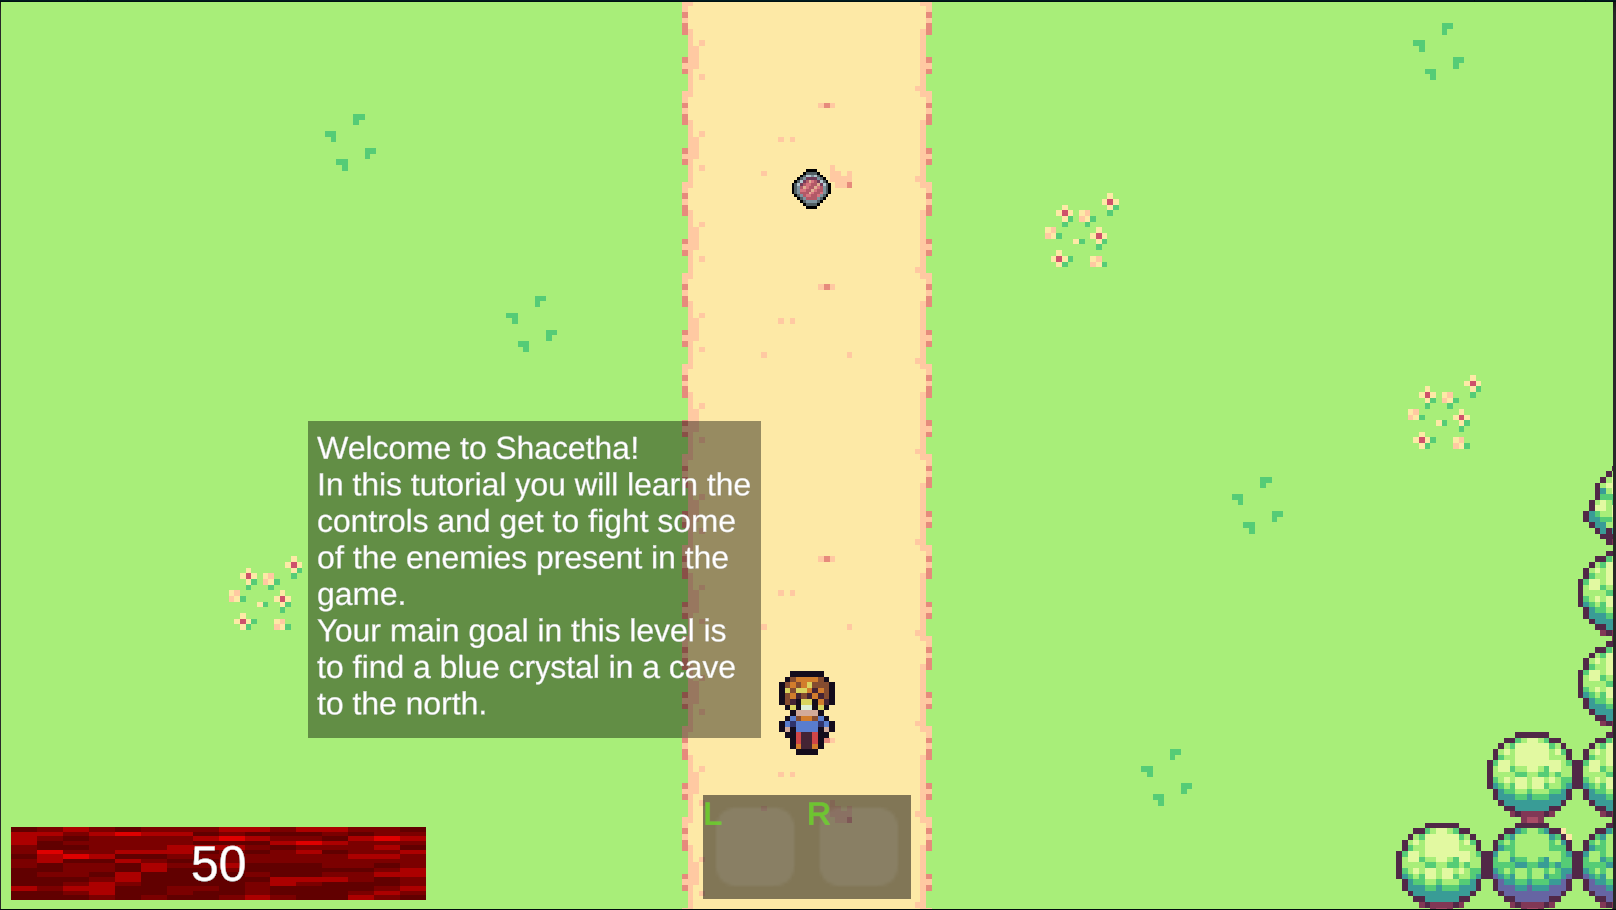 Welcome to Shacetha!
In this tutorial you will learn the
controls and get to fight some
of the enemies present in the
game.
Your main goal in this level is
to find a blue crystal in a cave
to the north.
L R
50